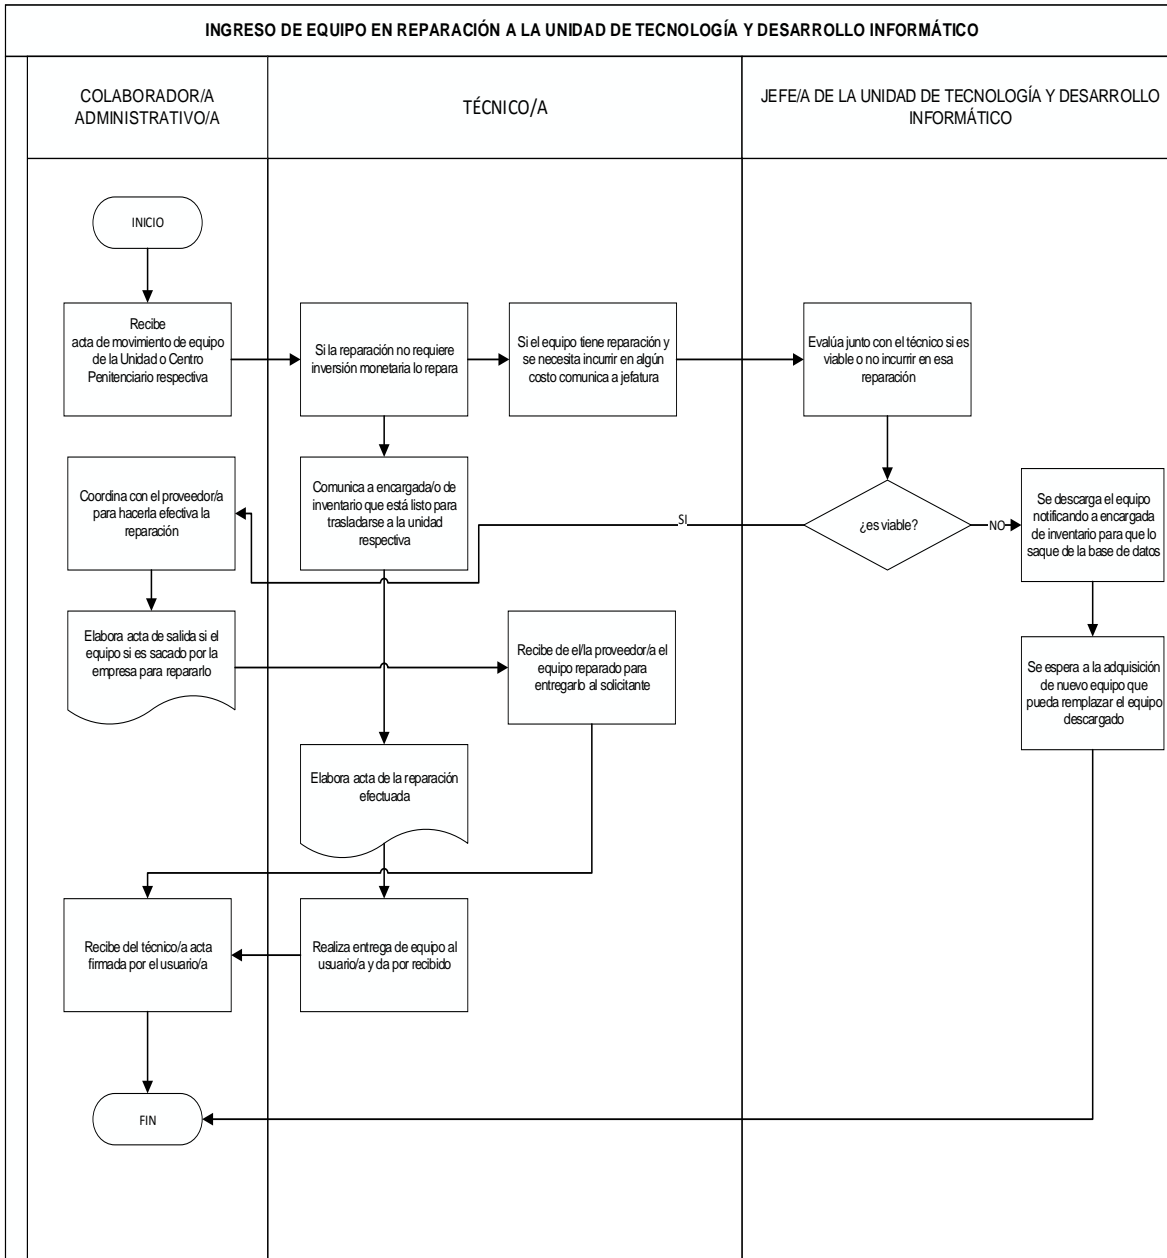 INGRESO DE EQUIPO EN REPARACIÓN A LA UNIDAD DE TECNOLOGÍA Y DESARROLLO INFORMÁTICO
COLABORADOR/A
ADMINISTRATIVO/A
TÉCNICO/A
JEFE/A DE LA UNIDAD DE TECNOLOGÍA Y DESARROLLO
INFORMÁTICO
INICIO
Recibe
acta de movimiento de equipo
de la Unidad o Centro
Penitenciario respectiva
Si la reparación no requiere
inversión monetaria lo repara
Si el equipo tiene reparación y
se necesita incurrir en algún
costo comunica a jefatura
Evalúa junto con el técnico si es
viable o no incurrir en esa
reparación
Coordina con el proveedor/a
para hacerla efectiva la
reparación
Comunica a encargada/o de
inventario que está listo para
trasladarse a la unidad
respectiva
SI
¿es viable?
NO
Se descarga el equipo
notificando a encargada
de inventario para que lo
saque de la base de datos
Elabora acta de salida si el
equipo si es sacado por la
empresa para repararlo
Recibe de el/la proveedor/a el
equipo reparado para
entregarlo al solicitante
Se espera a la adquisición
de nuevo equipo que
pueda remplazar el equipo
descargado
Elabora acta de la reparación
efectuada
Recibe del técnico/a acta
firmada por el usuario/a
Realiza entrega de equipo al
usuario/a y da por recibido
FIN